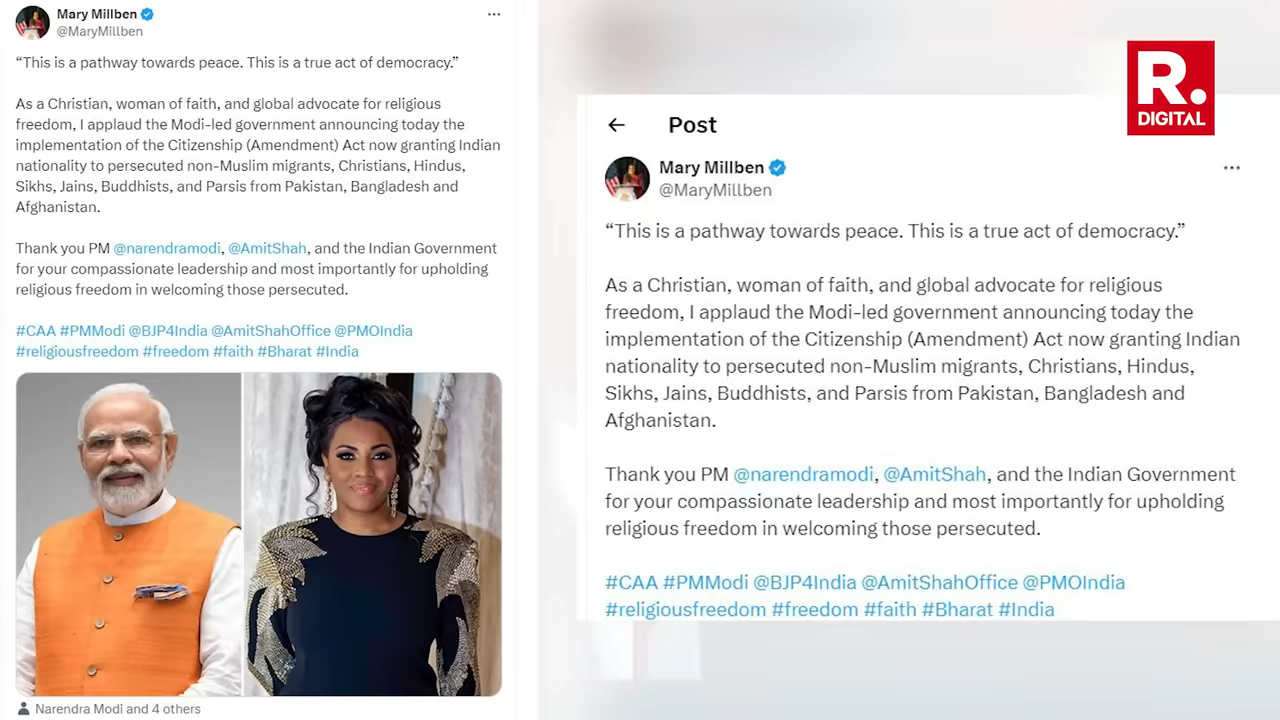 Mary Millben
@MaryMillben
“This is a pathway towards peace. This is a true act of democracy.”
As a Christian, woman of faith, and global advocate for religious
freedom, I applaud the Modi-led government announcing today the
implementation of the Citizenship (Amendment) Act now granting Indian
nationality to persecuted non-Muslim migrants, Christians, Hindus,
Sikhs, Jains, Buddhists, and Parsis from Pakistan, Bangladesh and
Afghanistan.
Thank you PM @narendramodi, @AmitShah, and the Indian Government
for your compassionate leadership and most importantly for upholding
religious freedom in welcoming those persecuted.
#CAA #PMModi @BJP4India @AmitShahOffice @PMOIndia
#religiousfreedom #freedom #faith #Bharat #India
Narendra Modi and 4 others
R.
DIGITAL
Post
Mary Millben
@MaryMillben
“This is a pathway towards peace. This is a true act of democracy.”
As a Christian, woman of faith, and global advocate for religious
freedom, I applaud the Modi-led government announcing today the
implementation of the Citizenship (Amendment) Act now granting Indian
nationality to persecuted non-Muslim migrants, Christians, Hindus,
Sikhs, Jains, Buddhists, and Parsis from Pakistan, Bangladesh and
Afghanistan.
Thank you PM @narendramodi, @AmitShah, and the Indian Government
for your compassionate leadership and most importantly for upholding
religious freedom in welcoming those persecuted.
#CAA #PMModi @BJP4India @AmitShahOffice @PMOIndia
#religiousfreedom #freedom #faith #Bharat #India